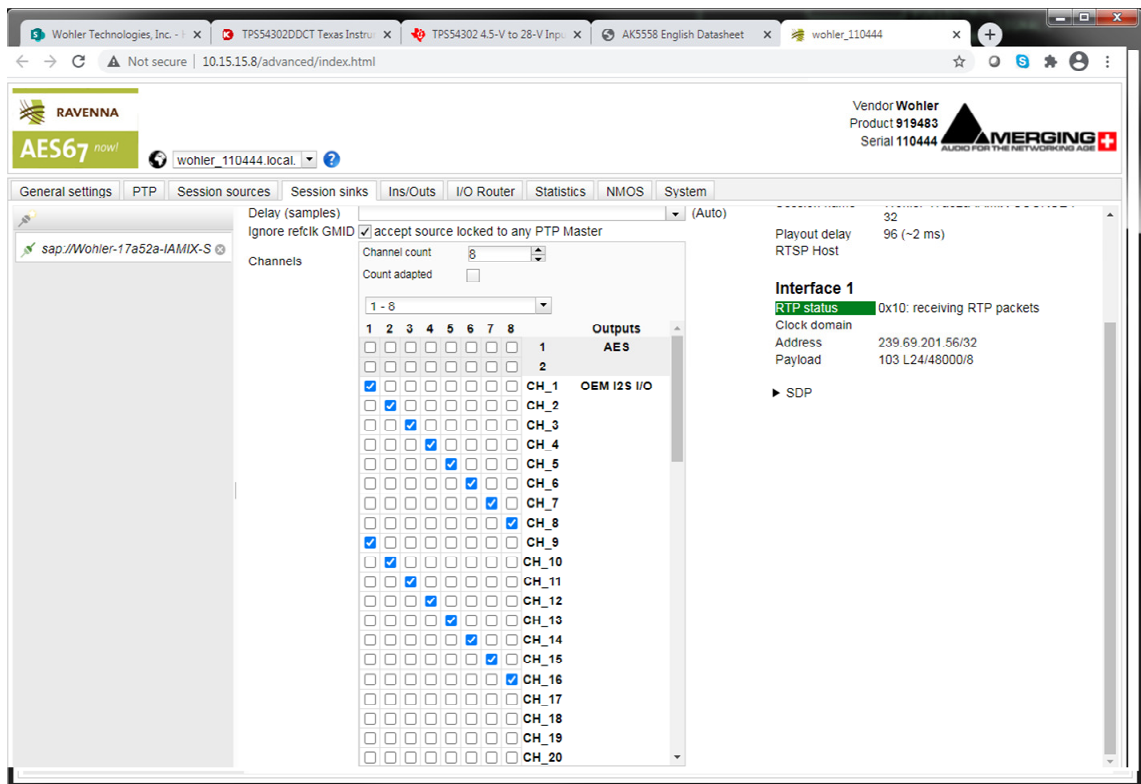 Wohler Technologies, Inc. - H
TPS54302DDCT Texas Instru
TPS54302 4.5-V to 28-V Inpu
AK5558 English Datasheet
wohler_110444
Not secure | 10.15.15.8/advanced/index.html
RAVENNA
AES67 now!
wohler_110444.local.
Vendor Wohler
Product 919483
Serial 110444
MERGING
AUDIO FOR THE NETWORKING AGE
General settings PTP Session sources Session sinks Ins/Outs I/O Router Statistics NMOS System
sap://Wohler-17a52a-IAMIX-S
Delay (samples) (Auto)
Ignore refclk GMID accept source locked to any PTP Master
Channels
Channel count 8
Count adapted
1 - 8
1 2 3 4 5 6 7 8 Outputs
1 AES
2
CH_1 OEM I2S I/O
CH_2
CH_3
CH_4
CH_5
CH_6
CH_7
CH_8
CH_9
CH_10
CH_11
CH_12
CH_13
CH_14
CH_15
CH_16
CH_17
CH_18
CH_19
CH_20
32
Playout delay 96 (~2 ms)
RTSP Host
Interface 1
RTP status 0x10: receiving RTP packets
Clock domain
Address 239.69.201.56/32
Payload 103 L24/48000/8
SDP